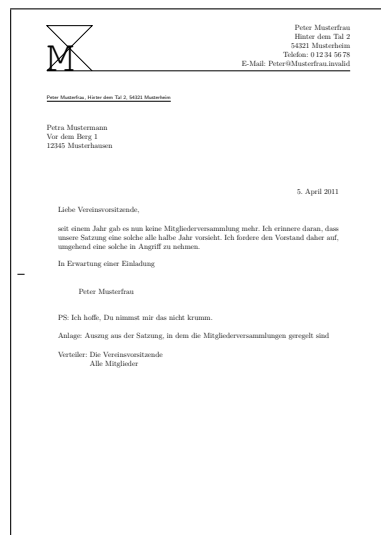 M
Peter Musterfrau
Hinter dem Tal 2
54321 Musterheim
Telefon: 0 12 34 56 78
E-Mail: Peter@Musterfrau.invalid
Peter Musterfrau, Hinter dem Tal 2, 54321 Musterheim
Petra Mustermann
Vor dem Berg 1
12345 Musterhausen
5. April 2011
Liebe Vereinsvorsitzende,
seit einem Jahr gab es nun keine Mitgliederversammlung mehr. Ich erinnere daran, dass
unsere Satzung eine solche alle halbe Jahr vorsieht. Ich fordere den Vorstand daher auf,
umgehend eine solche in Angriff zu nehmen.
In Erwartung einer Einladung
Peter Musterfrau
PS: Ich hoffe, Du nimmst mir das nicht krumm.
Anlage: Auszug aus der Satzung, in dem die Mitgliederversammlungen geregelt sind
Verteiler: Die Vereinsvorsitzende
Alle Mitglieder